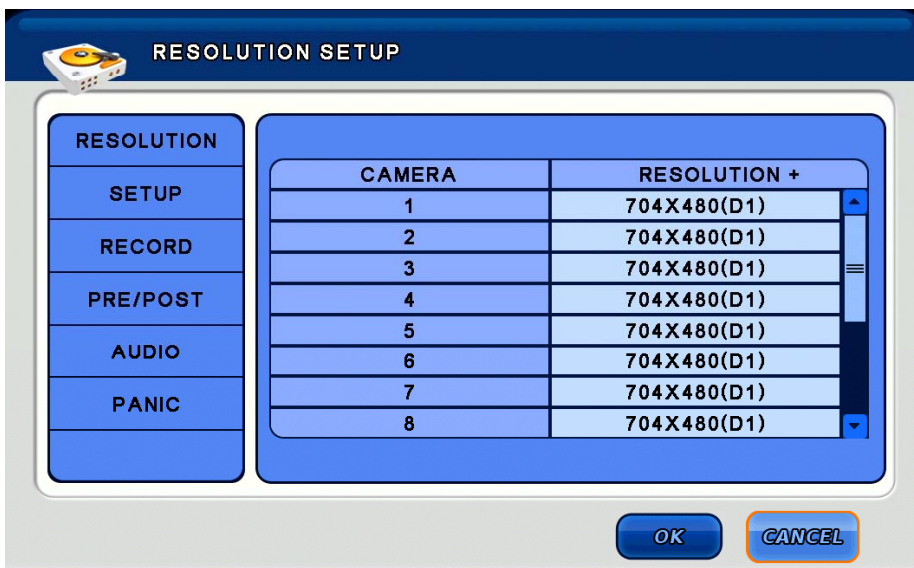 RESOLUTION SETUP
RESOLUTION
SETUP
RECORD
PRE/POST
AUDIO
PANIC
CAMERA RESOLUTION +
1 704X480(D1)
2 704X480(D1)
3 704X480(D1)
4 704X480(D1)
5 704X480(D1)
6 704X480(D1)
7 704X480(D1)
8 704X480(D1)
OK CANCEL